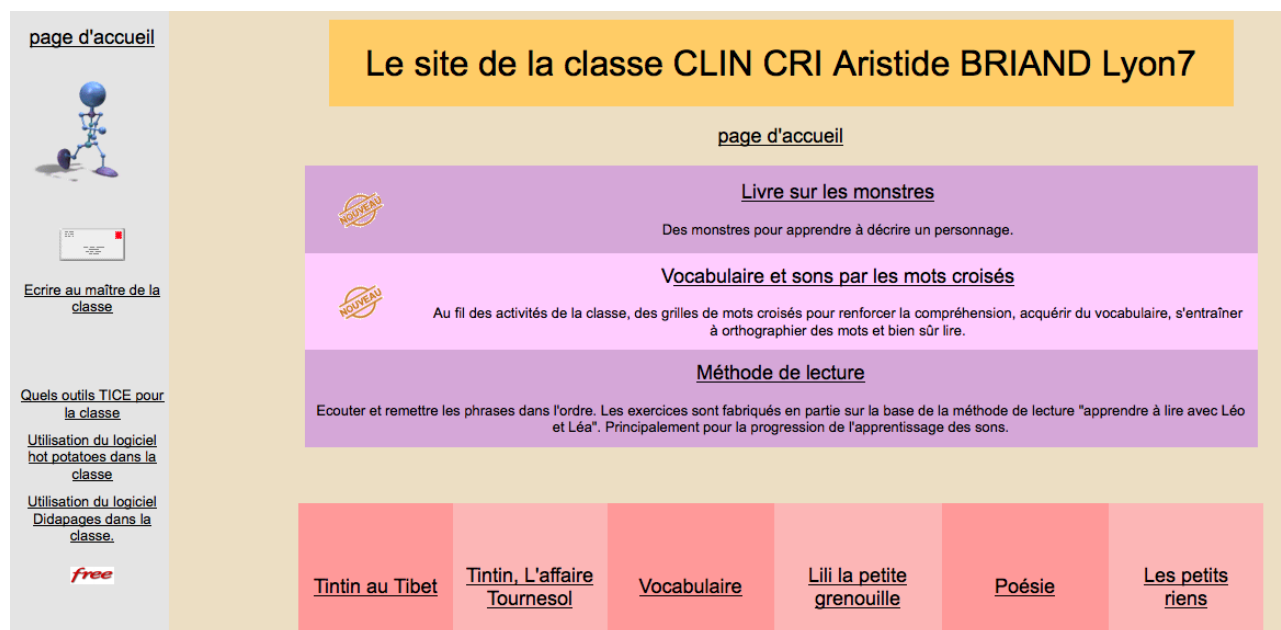 page d'accueil
Ecrire au maître de la
classe
Quels outils TICE pour
la classe
Utilisation du logiciel
hot potatoes dans la
classe
Utilisation du logiciel
Didapages dans la
classe.
free
Le site de la classe CLIN CRI Aristide BRIAND Lyon7
page d'accueil
NOUVEAU
Livre sur les monstres
Des monstres pour apprendre à décrire un personnage.
NOUVEAU
Vocabulaire et sons par les mots croisés
Au fil des activités de la classe, des grilles de mots croisés pour renforcer la compréhension, acquérir du vocabulaire, s'entraîner
à orthographier des mots et bien sûr lire.
Méthode de lecture
Ecouter et remettre les phrases dans l'ordre. Les exercices sont fabriqués en partie sur la base de la méthode de lecture "apprendre à lire avec Léo
et Léa". Principalement pour la progression de l'apprentissage des sons.
Tintin au Tibet
Tintin, L'affaire
Tournesol
Vocabulaire
Lili la petite
grenouille
Poésie
Les petits
riens